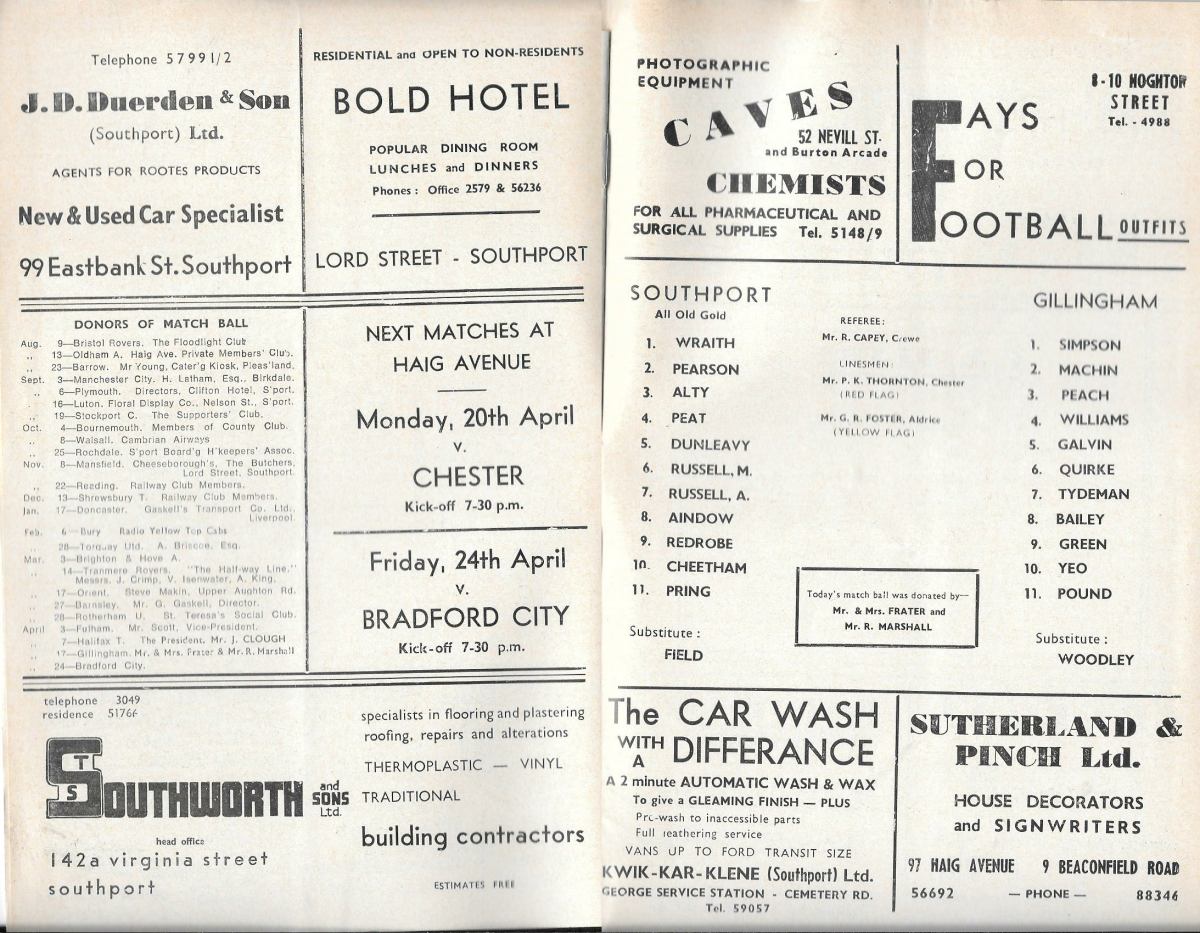 Telephone 57991/2
J.D. Duerden & Son
(Southport) Ltd.
AGENTS FOR ROOTES PRODUCTS
New & Used Car Specialist
99 Eastbank St. Southport
RESIDENTIAL and OPEN TO NON-RESIDENTS
BOLD HOTEL
POPULAR DINING ROOM
LUNCHES and DINNERS
Phones : Office 2579 & 56236
LORD STREET - SOUTHPORT
DONORS OF MATCH BALL
Aug. 9—Bristol Rovers. The Floodlight Club
„ 13—Oldham A. Haig Ave. Private Members' Club.
„ 23—Barrow. Mr Young, Cater'g Kiosk, Pleas'land.
Sept. 3—Manchester City. H. Latham, Esq., Birkdale.
„ 6—Plymouth. Directors, Clifton Hotel, S'port.
„ 16—Luton. Floral Display Co., Nelson St., S'port.
„ 19—Stockport C. The Supporters' Club.
Oct. 4—Bournemouth. Members of County Club.
„ 8—Walsall. Cambrian Airways
„ 25—Rochdale. S'port Board'g H'keepers' Assoc.
Nov. 8—Mansfield. Cheeseborough's, The Butchers,
Lord Street, Southport.
„ 22—Reading. Railway Club Members.
Dec. 13—Shrewsbury T. Railway Club Members.
Jan. 17—Doncaster. Gaskell's Transport Co. Ltd.,
Liverpool.
Feb. 6—Bury Radio Yellow Top Cabs
„ 28—Torquay Utd. A. Briscoe, Esq.
Mar. 3—Brighton & Hove A.
„ 14—Tranmere Rovers. "The Half-way Line,"
Messrs. J. Crimp, V. Isenwater, A. King.
„ 17—Orient. Steve Makin, Upper Aughton Rd.
„ 27—Barnsley. Mr. G. Gaskell, Director.
„ 28—Rotherham U. St. Teresa's Social Club.
April 3—Fulham. Mr. Scott, Vice-President.
„ 7—Halifax T. The President, Mr. J. CLOUGH
„ 17—Gillingham. Mr. & Mrs. Frater & Mr. R. Marshall
„ 24—Bradford City.
NEXT MATCHES AT
HAIG AVENUE
Monday, 20th April
v.
CHESTER
Kick-off 7-30 p.m.
Friday, 24th April
v.
BRADFORD CITY
Kick-off 7-30 p.m.
telephone 3049
residence 51766
ST S SOUTHWORTH and SONS Ltd.
head office
142a virginia street
southport
specialists in flooring and plastering
roofing, repairs and alterations
THERMOPLASTIC — VINYL
TRADITIONAL
building contractors
ESTIMATES FREE
PHOTOGRAPHIC
EQUIPMENT
CAVES
52 NEVILL ST.
and Burton Arcade
CHEMISTS
FOR ALL PHARMACEUTICAL AND
SURGICAL SUPPLIES Tel. 5148/9
8-10 HOGHTON
STREET
Tel. - 4988
FAYS
FOR
FOOTBALL OUTFITS
SOUTHPORT
All Old Gold
1. WRAITH
2. PEARSON
3. ALTY
4. PEAT
5. DUNLEAVY
6. RUSSELL, M.
7. RUSSELL, A.
8. AINDOW
9. REDROBE
10. CHEETHAM
11. PRING
Substitute :
FIELD
REFEREE:
Mr. R. CAPEY, Crewe
LINESMEN:
Mr. P. K. THORNTON, Chester
(RED FLAG)
Mr. G. R. FOSTER, Aldrice
(YELLOW FLAG)
Today's match ball was donated by—
Mr. & Mrs. FRATER and
Mr. R. MARSHALL
GILLINGHAM
1. SIMPSON
2. MACHIN
3. PEACH
4. WILLIAMS
5. GALVIN
6. QUIRKE
7. TYDEMAN
8. BAILEY
9. GREEN
10. YEO
11. POUND
Substitute :
WOODLEY
The CAR WASH
WITH A DIFFERANCE
A 2 minute AUTOMATIC WASH & WAX
To give a GLEAMING FINISH — PLUS
Pre-wash to inaccessible parts
Full leathering service
VANS UP TO FORD TRANSIT SIZE
KWIK-KAR-KLENE (Southport) Ltd.
GEORGE SERVICE STATION - CEMETERY RD.
Tel. 59057
SUTHERLAND &
PINCH Ltd.
HOUSE DECORATORS
and SIGNWRITERS
97 HAIG AVENUE 9 BEACONFIELD ROAD
56692 — PHONE — 88346